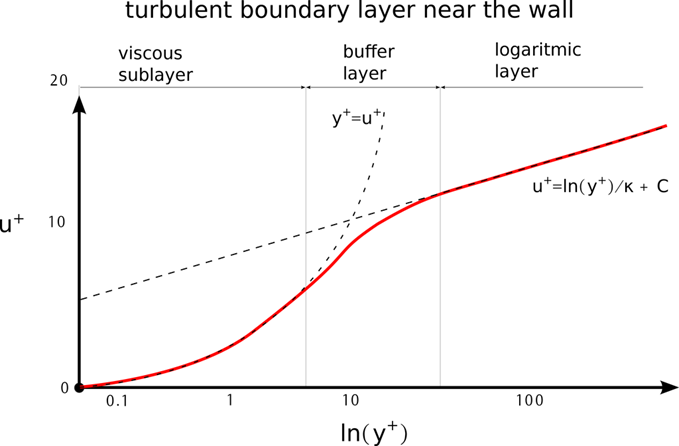 turbulent boundary layer near the wall
viscous
sublayer
buffer
layer
logaritmic
layer
20
y⁺=u⁺
u⁺=ln(y⁺)/κ + C
10
u⁺
0
0.1
1
10
100
ln(y⁺)